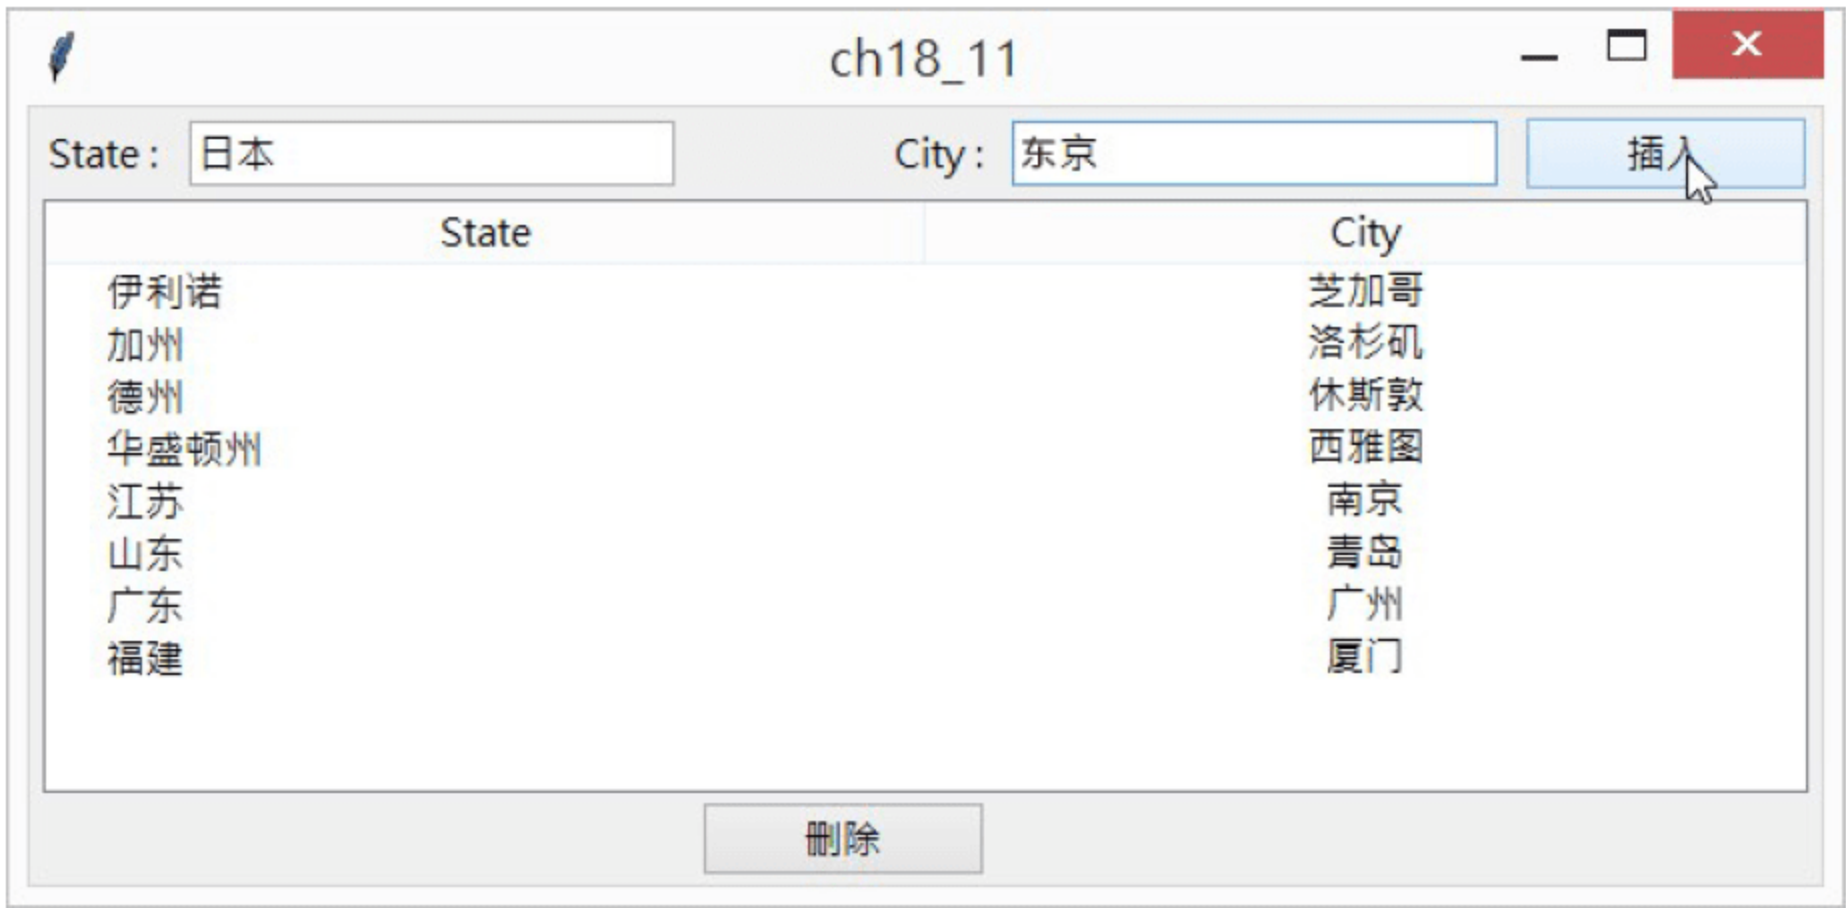 ch18_11
State : 日本 City : 东京 插入
State City
伊利诺 芝加哥
加州 洛杉矶
德州 休斯敦
华盛顿州 西雅图
江苏 南京
山东 青岛
广东 广州
福建 厦门
删除